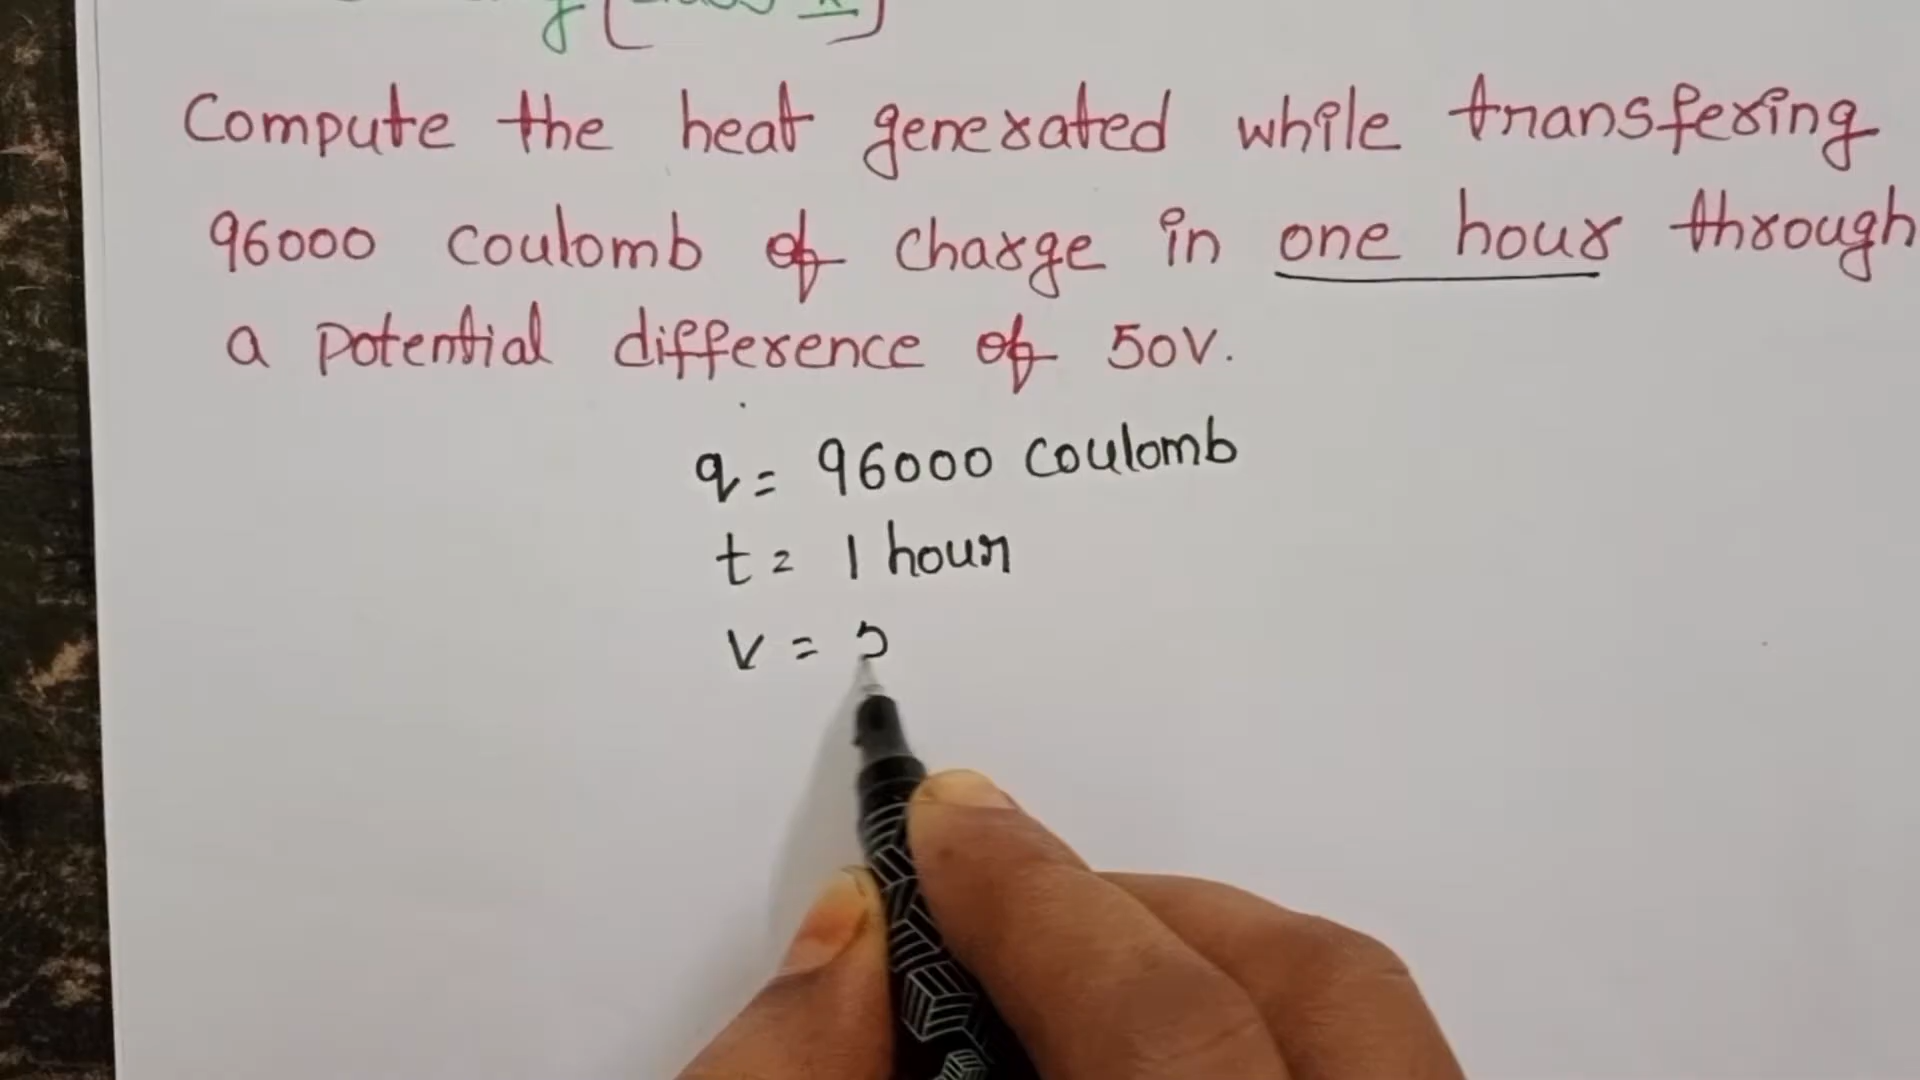 Compute the heat generated while transfering
96000 coulomb of charge in one hour through
a potential difference of 50V.
q = 96000 coulomb
t = 1 hour
V = 5